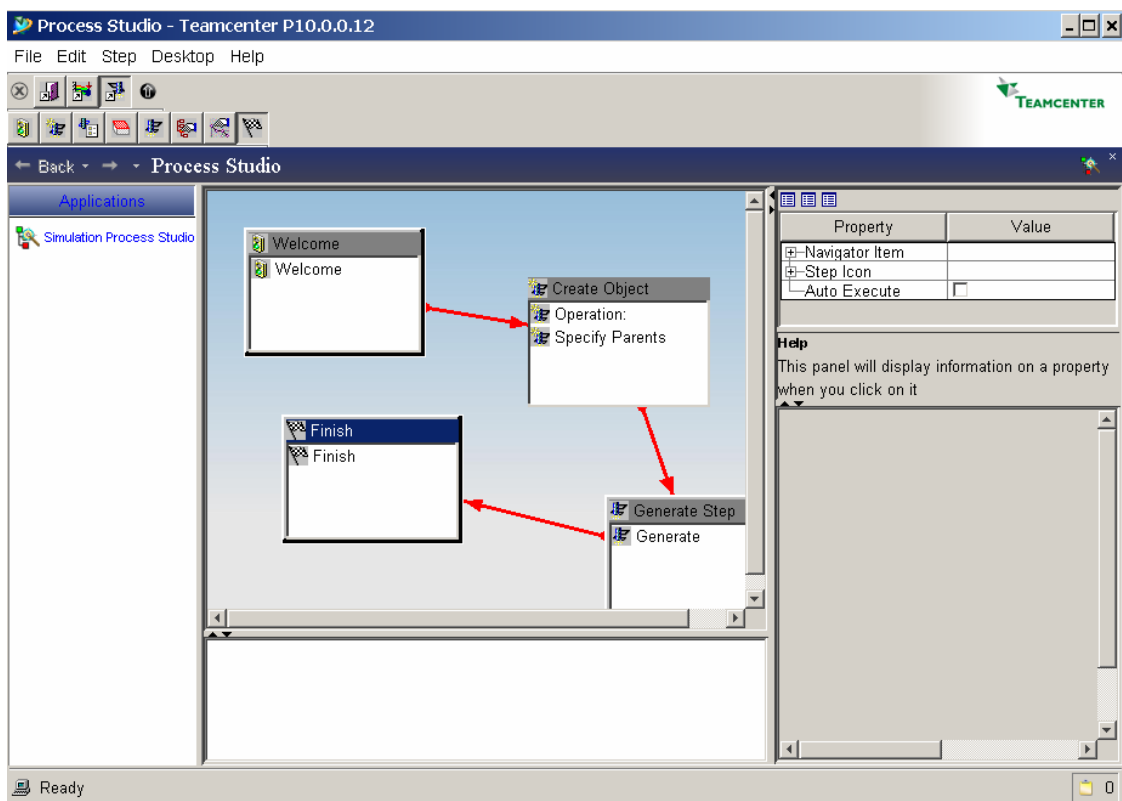 Process Studio - Teamcenter P10.0.0.12
File Edit Step Desktop Help
TEAMCENTER
Back Process Studio
Applications
Simulation Process Studio
Welcome
Welcome
Create Object
Operation:
Specify Parents
Finish
Finish
Generate Step
Generate
Property Value
Navigator Item
Step Icon
Auto Execute
Help
This panel will display information on a property
when you click on it
Ready
0